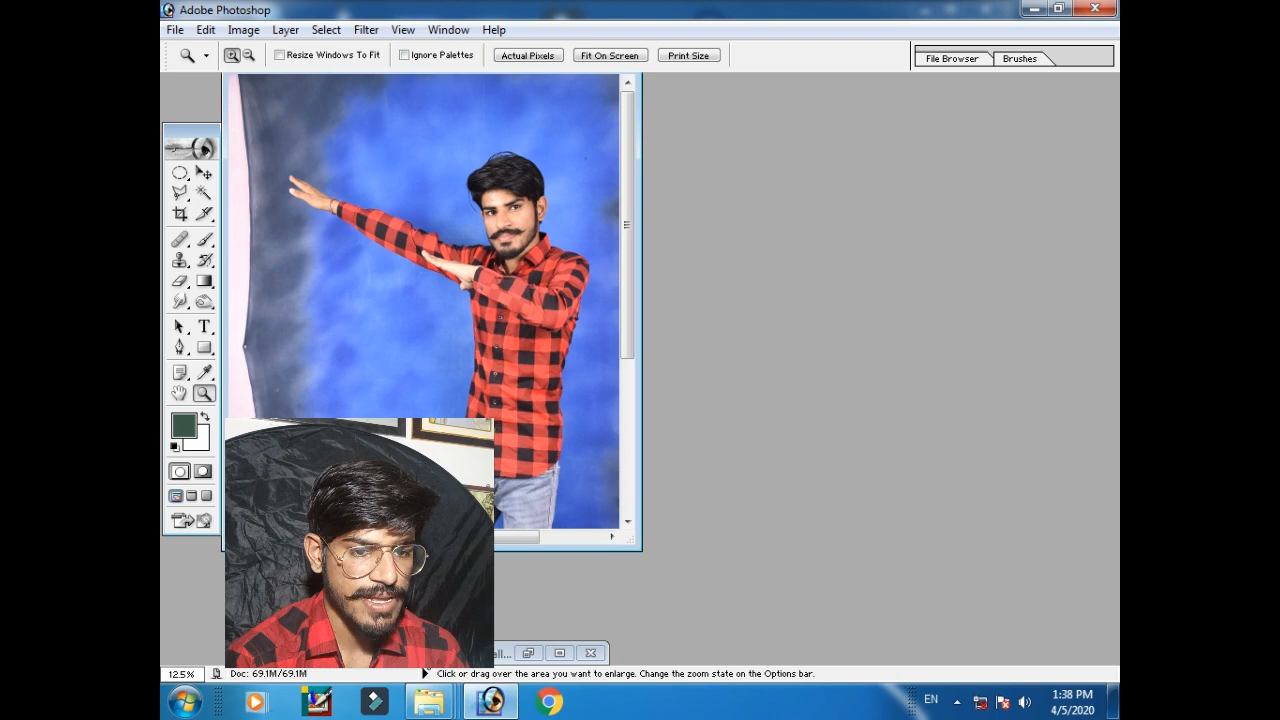 Adobe Photoshop
File Edit Image Layer Select Filter View Window Help
Resize Windows To Fit Ignore Palettes Actual Pixels Fit On Screen Print Size File Browser Brushes
T
ell...
12.5% Doc: 69.1M/69.1M Click or drag over the area you want to enlarge. Change the zoom state on the Options bar.
EN 1:38 PM
4/5/2020